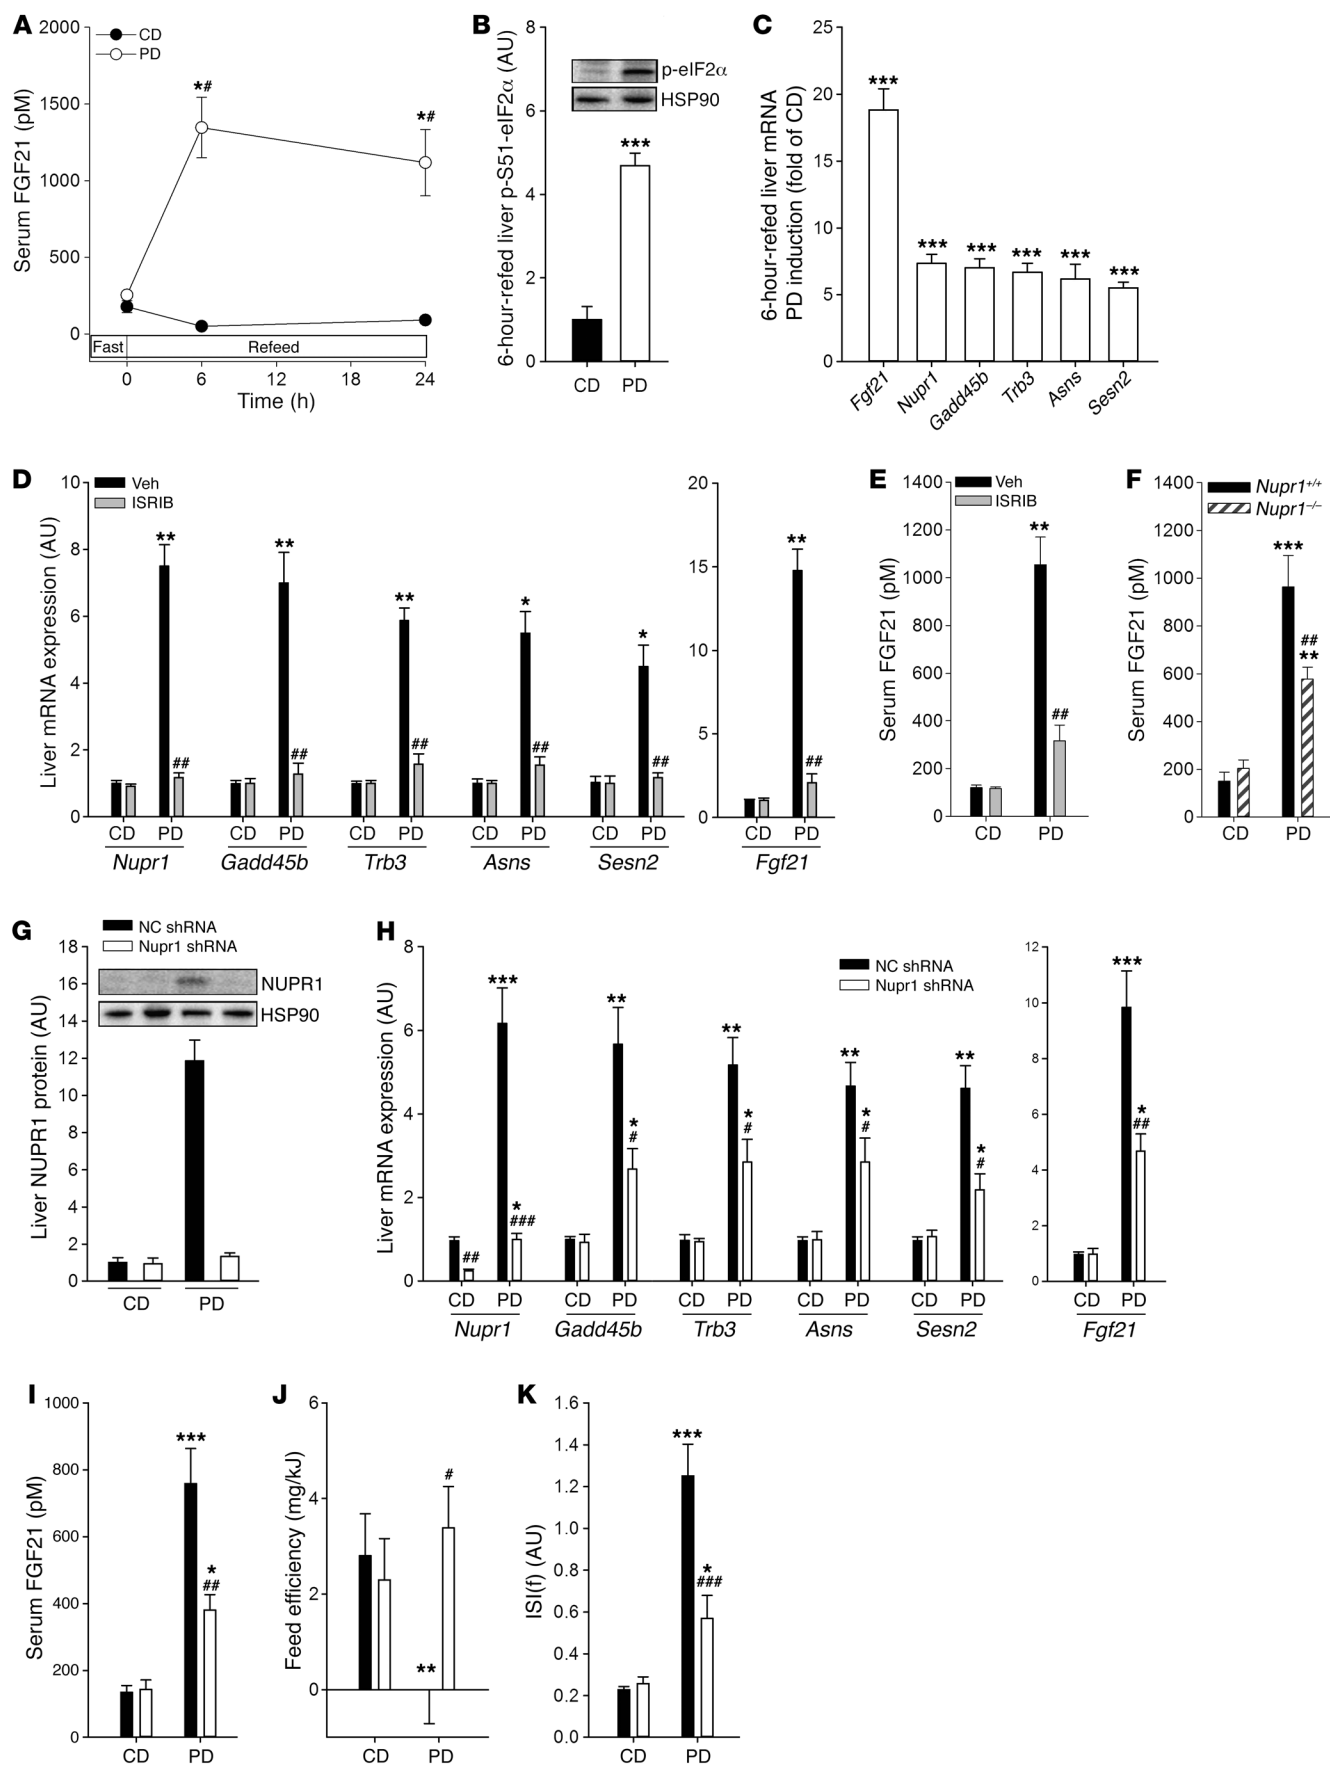 A
2000
1500
1000
500
0
Serum FGF21 (pM)
CD
PD
*#
*#
Fast
Refeed
0
6
12
18
24
Time (h)
B
8
6
4
2
0
6-hour-refed liver p-S51-eIF2α (AU)
p-eIF2α
HSP90
***
CD
PD
C
25
20
15
10
5
0
6-hour-refed liver mRNA
PD induction (fold of CD)
***
***
***
***
***
***
Fgf21
Nupr1
Gadd45b
Trb3
Asns
Sesn2
D
10
8
6
4
2
0
Liver mRNA expression (AU)
Veh
ISRIB
**
##
**
##
**
##
*
##
*
##
CD PD CD PD CD PD CD PD CD PD
Nupr1 Gadd45b Trb3 Asns Sesn2
20
15
10
5
0
**
##
CD PD
Fgf21
E
1400
1200
1000
800
600
400
200
0
Serum FGF21 (pM)
Veh
ISRIB
**
##
CD PD
F
1400
1200
1000
800
600
400
200
0
Serum FGF21 (pM)
Nupr1+/+
Nupr1–/–
***
##
**
CD PD
G
NC shRNA
Nupr1 shRNA
18
16
14
12
10
8
6
4
2
0
Liver NUPR1 protein (AU)
NUPR1
HSP90
CD PD
H
8
6
4
2
0
Liver mRNA expression (AU)
NC shRNA
Nupr1 shRNA
##
***
*
###
**
*
#
**
*
#
**
*
#
**
*
#
CD PD CD PD CD PD CD PD CD PD
Nupr1 Gadd45b Trb3 Asns Sesn2
12
10
8
6
4
2
0
***
*
##
CD PD
Fgf21
I
1000
800
600
400
200
0
Serum FGF21 (pM)
***
*
##
CD PD
J
6
4
2
0
Feed efficiency (mg/kJ)
**
#
CD PD
K
1.6
1.4
1.2
1.0
0.8
0.6
0.4
0.2
0.0
ISI(f) (AU)
***
*
###
CD PD